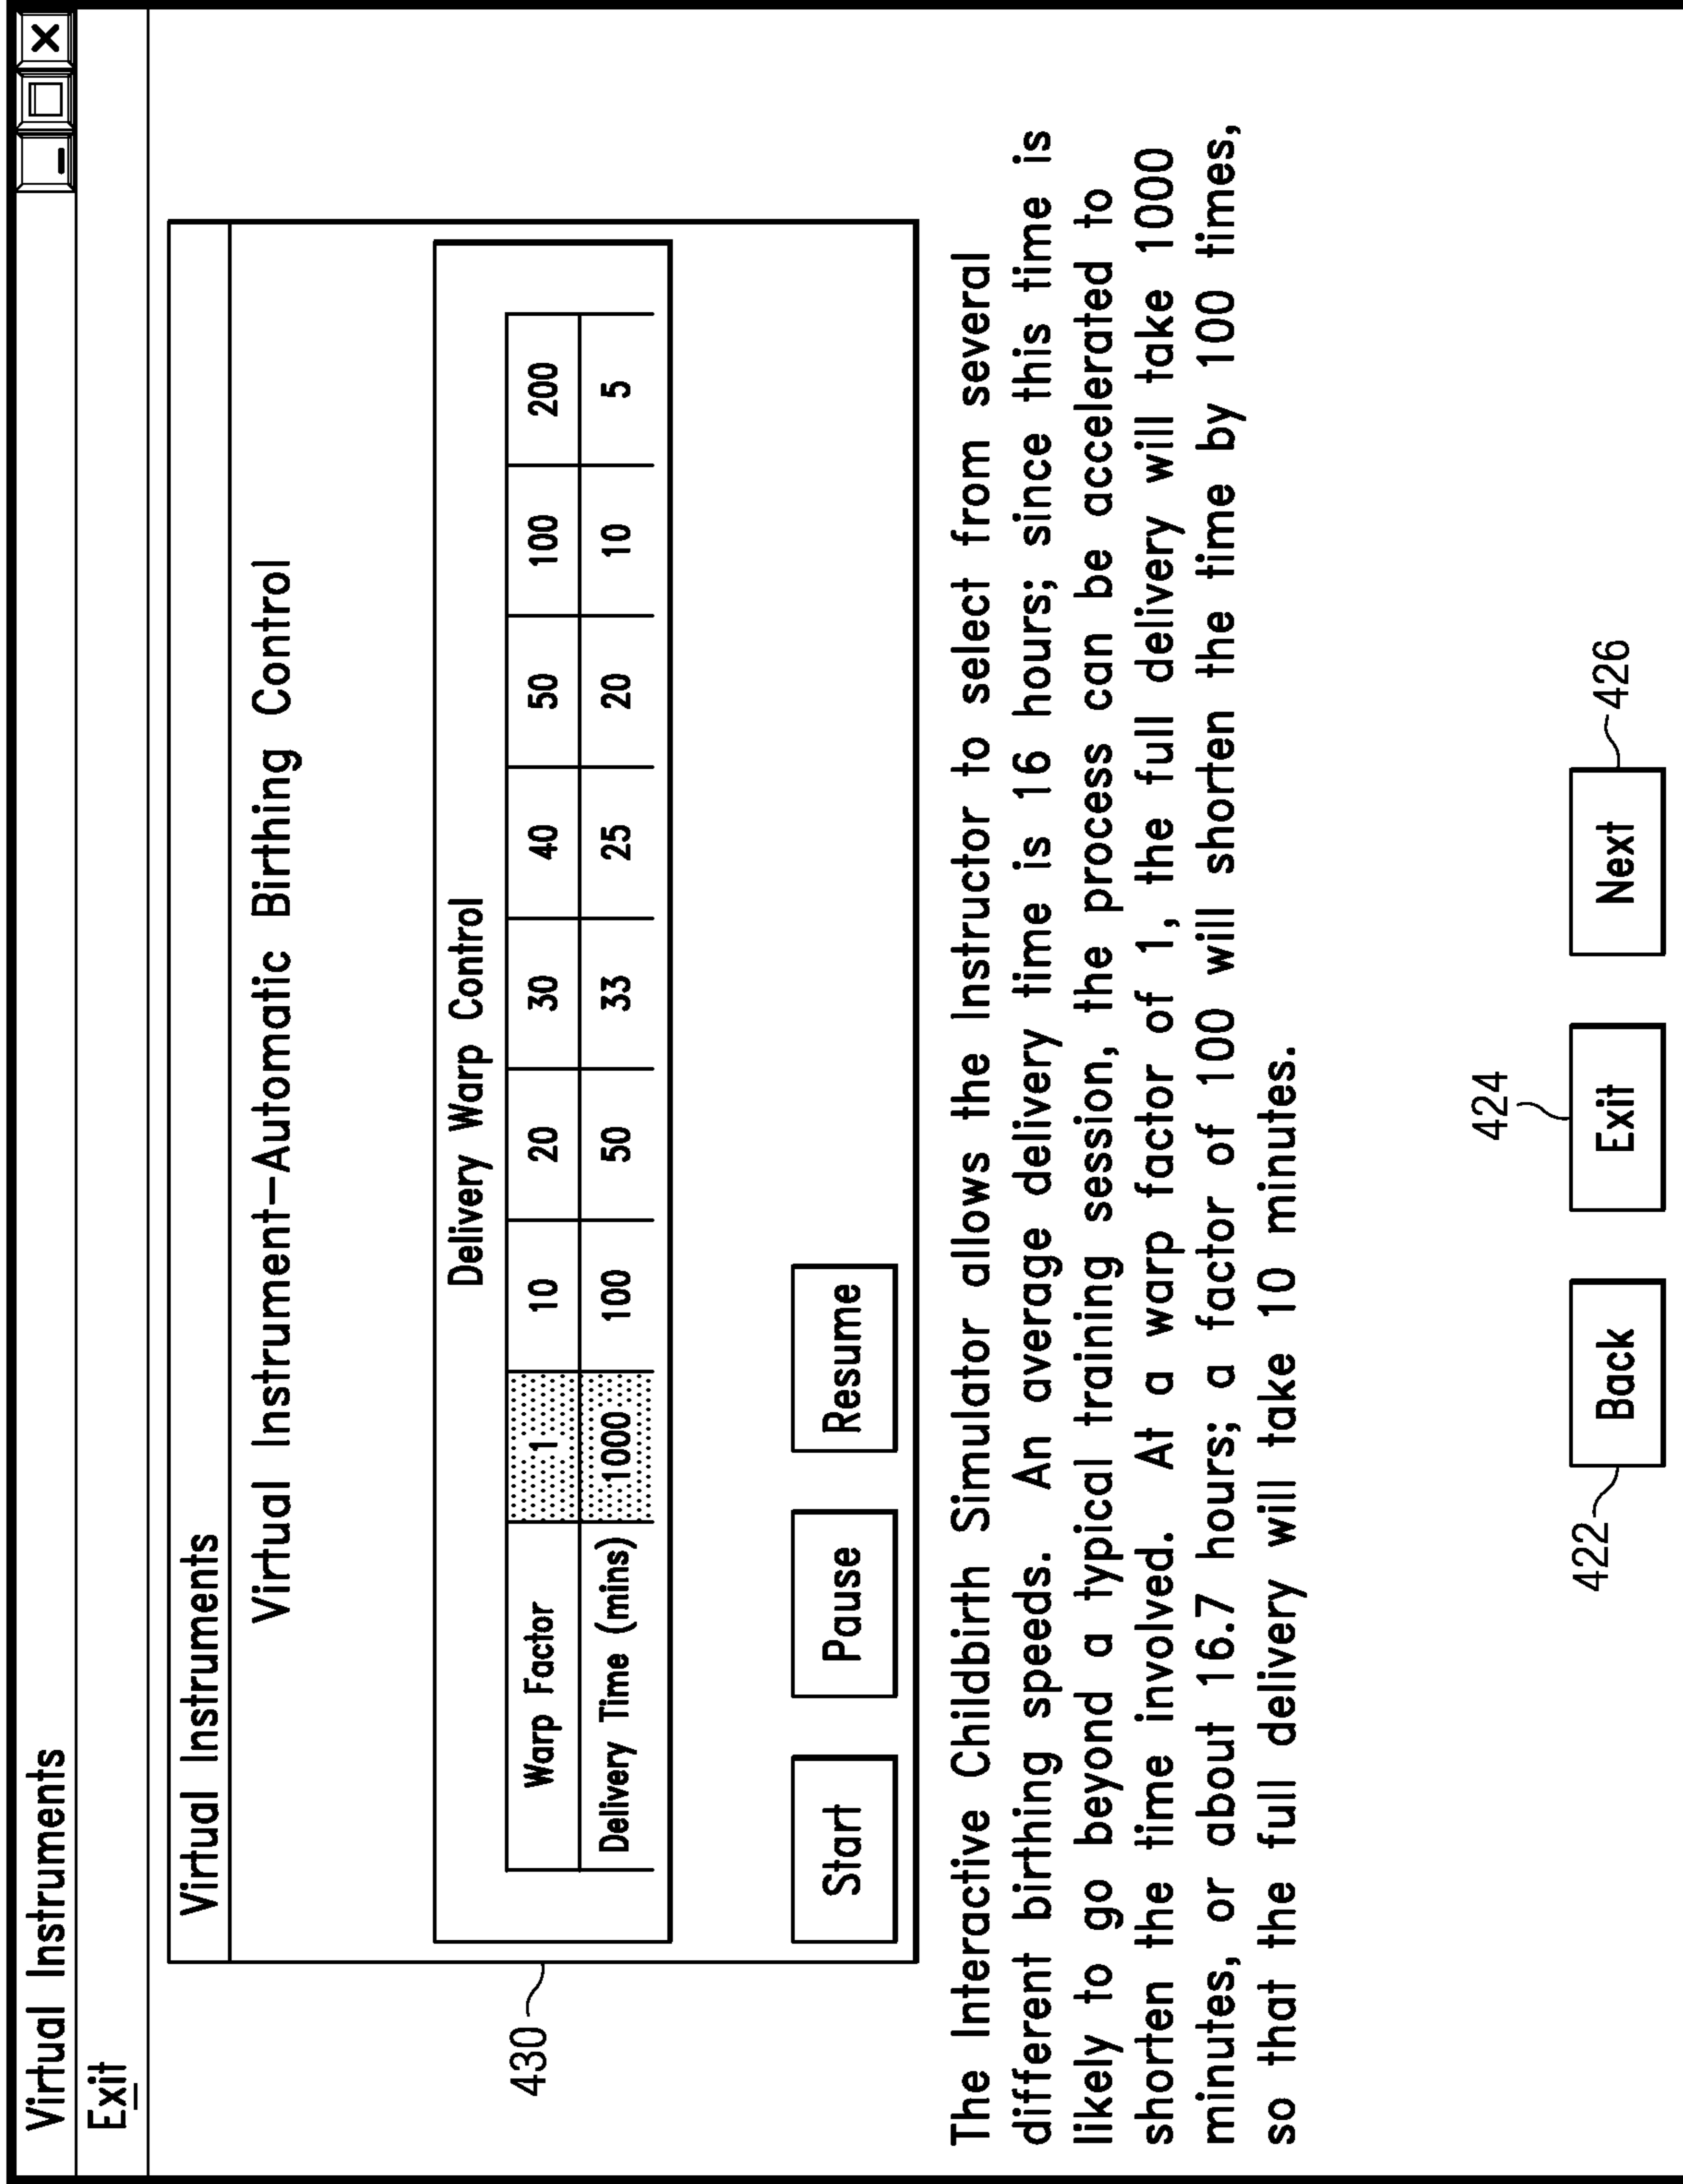 Virtual Instruments
Exit
Virtual Instruments
Virtual Instrument-Automatic Birthing Control
Delivery Warp Control
Warp Factor 1 10 20 30 40 50 100 200
Delivery Time (mins) 1000 100 50 33 25 20 10 5
430
Start Pause Resume
The Interactive Childbirth Simulator allows the Instructor to select from several
different birthing speeds. An average delivery time is 16 hours; since this time is
likely to go beyond a typical training session, the process can be accelerated to
shorten the time involved. At a warp factor of 1, the full delivery will take 1000
minutes, or about 16.7 hours; a factor of 100 will shorten the time by 100 times,
so that the full delivery will take 10 minutes.
424
422 Back Exit Next 426